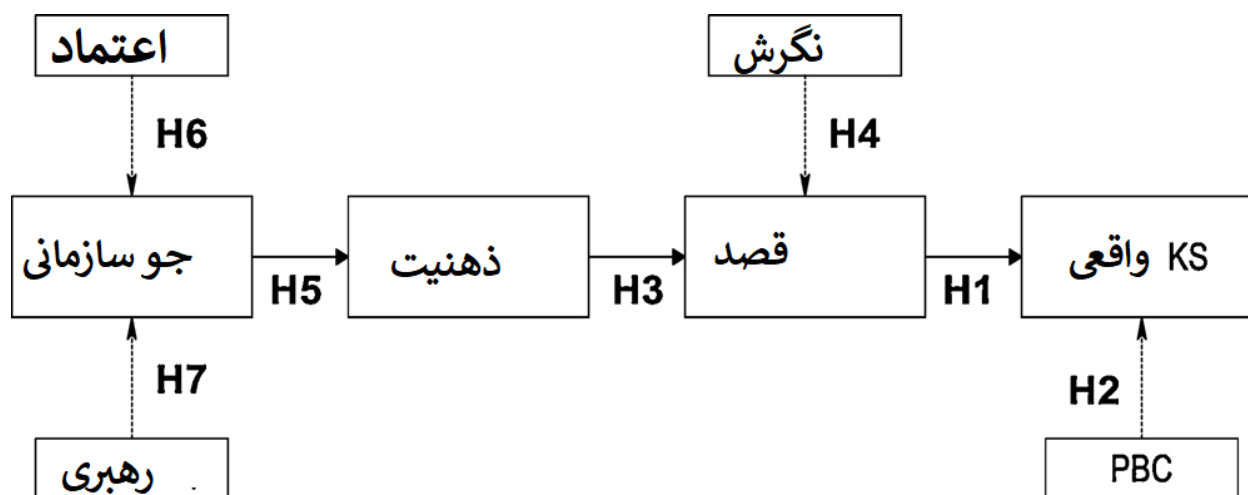 اعتماد
نگرش
H6
H4
جو سازمانی
ذهنیت
قصد
KS واقعی
H5
H3
H1
H7
H2
رهبری .
PBC